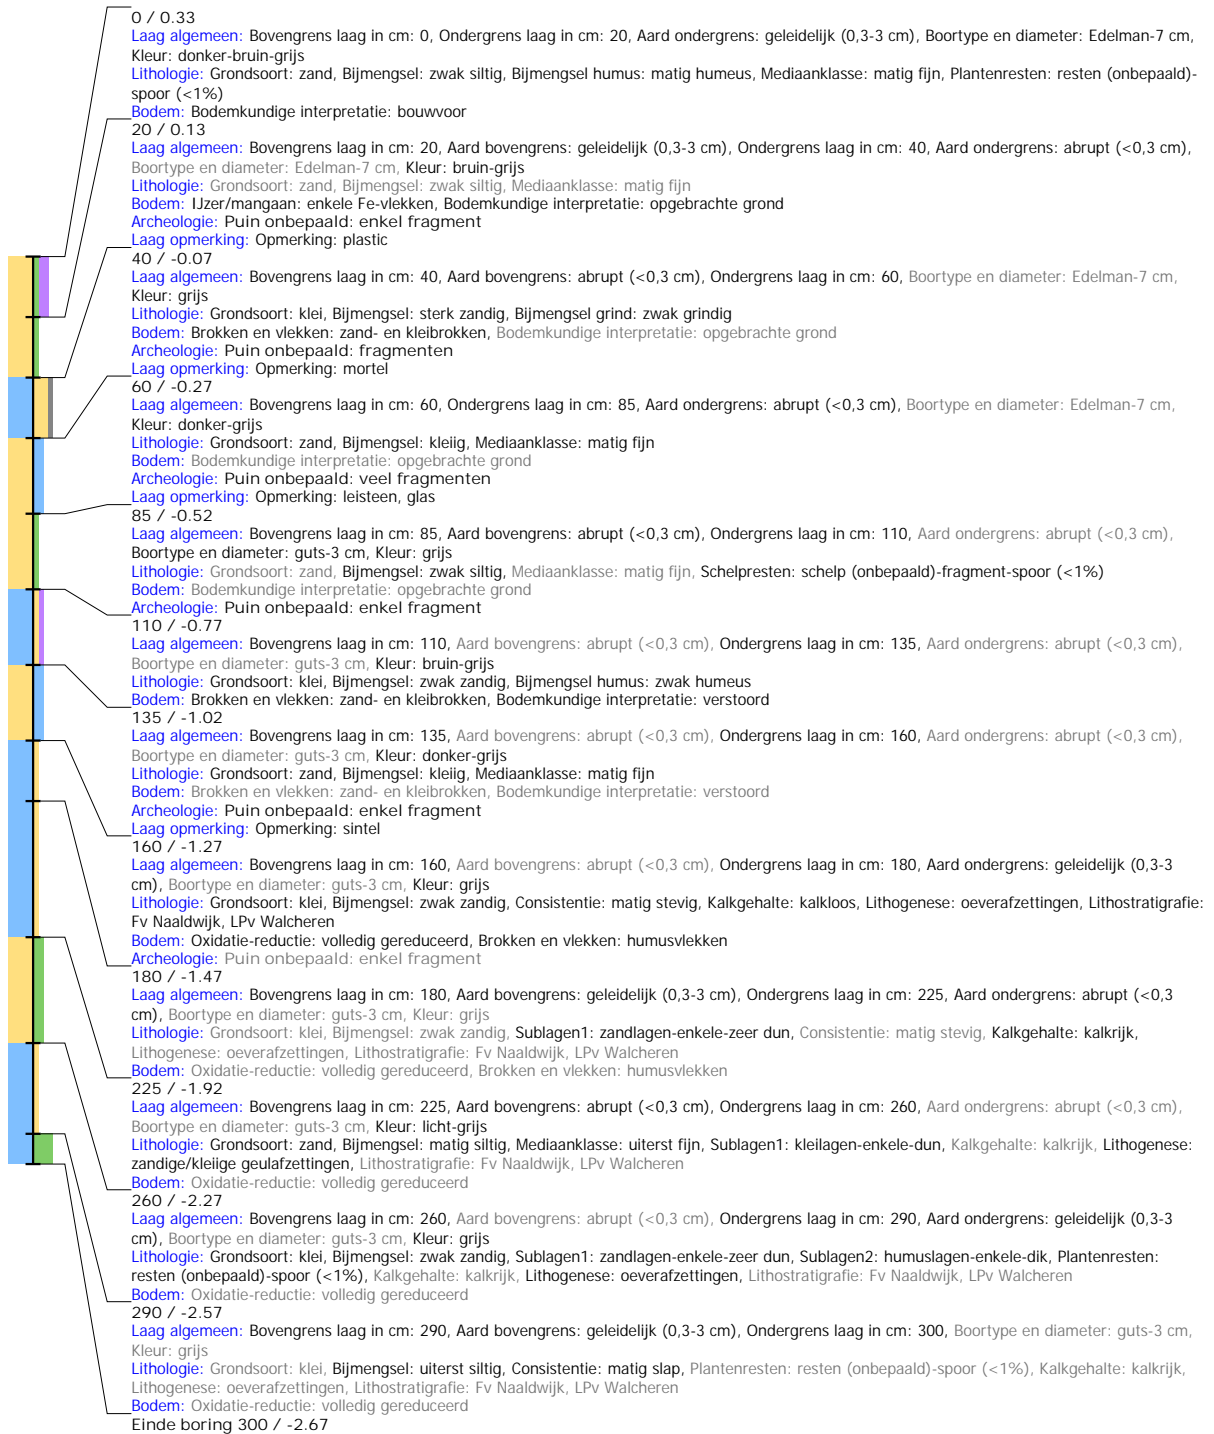 0 / 0.33
Laag algemeen: Bovengrens laag in cm: 0, Ondergrens laag in cm: 20, Aard ondergrens: geleidelijk (0,3-3 cm), Boortype en diameter: Edelman-7 cm,
Kleur: donker-bruin-grijs
Lithologie: Grondsoort: zand, Bijmengsel: zwak siltig, Bijmengsel humus: matig humeus, Mediaanklasse: matig fijn, Plantenresten: resten (onbepaald)-
spoor (<1%)
Bodem: Bodemkundige interpretatie: bouwvoor
20 / 0.13
Laag algemeen: Bovengrens laag in cm: 20, Aard bovengrens: geleidelijk (0,3-3 cm), Ondergrens laag in cm: 40, Aard ondergrens: abrupt (<0,3 cm),
Boortype en diameter: Edelman-7 cm, Kleur: bruin-grijs
Lithologie: Grondsoort: zand, Bijmengsel: zwak siltig, Mediaanklasse: matig fijn
Bodem: IJzer/mangaan: enkele Fe-vlekken, Bodemkundige interpretatie: opgebrachte grond
Archeologie: Puin onbepaald: enkel fragment
Laag opmerking: Opmerking: plastic
40 / -0.07
Laag algemeen: Bovengrens laag in cm: 40, Aard bovengrens: abrupt (<0,3 cm), Ondergrens laag in cm: 60, Boortype en diameter: Edelman-7 cm,
Kleur: grijs
Lithologie: Grondsoort: klei, Bijmengsel: sterk zandig, Bijmengsel grind: zwak grindig
Bodem: Brokken en vlekken: zand- en kleibrokken, Bodemkundige interpretatie: opgebrachte grond
Archeologie: Puin onbepaald: fragmenten
Laag opmerking: Opmerking: mortel
60 / -0.27
Laag algemeen: Bovengrens laag in cm: 60, Ondergrens laag in cm: 85, Aard ondergrens: abrupt (<0,3 cm), Boortype en diameter: Edelman-7 cm,
Kleur: donker-grijs
Lithologie: Grondsoort: zand, Bijmengsel: kleiig, Mediaanklasse: matig fijn
Bodem: Bodemkundige interpretatie: opgebrachte grond
Archeologie: Puin onbepaald: veel fragmenten
Laag opmerking: Opmerking: leisteen, glas
85 / -0.52
Laag algemeen: Bovengrens laag in cm: 85, Aard bovengrens: abrupt (<0,3 cm), Ondergrens laag in cm: 110, Aard ondergrens: abrupt (<0,3 cm),
Boortype en diameter: guts-3 cm, Kleur: grijs
Lithologie: Grondsoort: zand, Bijmengsel: zwak siltig, Mediaanklasse: matig fijn, Schelpresten: schelp (onbepaald)-fragment-spoor (<1%)
Bodem: Bodemkundige interpretatie: opgebrachte grond
Archeologie: Puin onbepaald: enkel fragment
110 / -0.77
Laag algemeen: Bovengrens laag in cm: 110, Aard bovengrens: abrupt (<0,3 cm), Ondergrens laag in cm: 135, Aard ondergrens: abrupt (<0,3 cm),
Boortype en diameter: guts-3 cm, Kleur: bruin-grijs
Lithologie: Grondsoort: klei, Bijmengsel: zwak zandig, Bijmengsel humus: zwak humeus
Bodem: Brokken en vlekken: zand- en kleibrokken, Bodemkundige interpretatie: verstoord
135 / -1.02
Laag algemeen: Bovengrens laag in cm: 135, Aard bovengrens: abrupt (<0,3 cm), Ondergrens laag in cm: 160, Aard ondergrens: abrupt (<0,3 cm),
Boortype en diameter: guts-3 cm, Kleur: donker-grijs
Lithologie: Grondsoort: zand, Bijmengsel: kleiig, Mediaanklasse: matig fijn
Bodem: Brokken en vlekken: zand- en kleibrokken, Bodemkundige interpretatie: verstoord
Archeologie: Puin onbepaald: enkel fragment
Laag opmerking: Opmerking: sintel
160 / -1.27
Laag algemeen: Bovengrens laag in cm: 160, Aard bovengrens: abrupt (<0,3 cm), Ondergrens laag in cm: 180, Aard ondergrens: geleidelijk (0,3-3
cm), Boortype en diameter: guts-3 cm, Kleur: grijs
Lithologie: Grondsoort: klei, Bijmengsel: zwak zandig, Consistentie: matig stevig, Kalkgehalte: kalkloos, Lithogenese: oeverafzettingen, Lithostratigrafie:
Fv Naaldwijk, LPv Walcheren
Bodem: Oxidatie-reductie: volledig gereduceerd, Brokken en vlekken: humusvlekken
Archeologie: Puin onbepaald: enkel fragment
180 / -1.47
Laag algemeen: Bovengrens laag in cm: 180, Aard bovengrens: geleidelijk (0,3-3 cm), Ondergrens laag in cm: 225, Aard ondergrens: abrupt (<0,3
cm), Boortype en diameter: guts-3 cm, Kleur: grijs
Lithologie: Grondsoort: klei, Bijmengsel: zwak zandig, Sublagen1: zandlagen-enkele-zeer dun, Consistentie: matig stevig, Kalkgehalte: kalkrijk,
Lithogenese: oeverafzettingen, Lithostratigrafie: Fv Naaldwijk, LPv Walcheren
Bodem: Oxidatie-reductie: volledig gereduceerd, Brokken en vlekken: humusvlekken
225 / -1.92
Laag algemeen: Bovengrens laag in cm: 225, Aard bovengrens: abrupt (<0,3 cm), Ondergrens laag in cm: 260, Aard ondergrens: abrupt (<0,3 cm),
Boortype en diameter: guts-3 cm, Kleur: licht-grijs
Lithologie: Grondsoort: zand, Bijmengsel: matig siltig, Mediaanklasse: uiterst fijn, Sublagen1: kleilagen-enkele-dun, Kalkgehalte: kalkrijk, Lithogenese:
zandige/kleiige geulafzettingen, Lithostratigrafie: Fv Naaldwijk, LPv Walcheren
Bodem: Oxidatie-reductie: volledig gereduceerd
260 / -2.27
Laag algemeen: Bovengrens laag in cm: 260, Aard bovengrens: abrupt (<0,3 cm), Ondergrens laag in cm: 290, Aard ondergrens: geleidelijk (0,3-3
cm), Boortype en diameter: guts-3 cm, Kleur: grijs
Lithologie: Grondsoort: klei, Bijmengsel: zwak zandig, Sublagen1: zandlagen-enkele-zeer dun, Sublagen2: humuslagen-enkele-dik, Plantenresten:
resten (onbepaald)-spoor (<1%), Kalkgehalte: kalkrijk, Lithogenese: oeverafzettingen, Lithostratigrafie: Fv Naaldwijk, LPv Walcheren
Bodem: Oxidatie-reductie: volledig gereduceerd
290 / -2.57
Laag algemeen: Bovengrens laag in cm: 290, Aard bovengrens: geleidelijk (0,3-3 cm), Ondergrens laag in cm: 300, Boortype en diameter: guts-3 cm,
Kleur: grijs
Lithologie: Grondsoort: klei, Bijmengsel: uiterst siltig, Consistentie: matig slap, Plantenresten: resten (onbepaald)-spoor (<1%), Kalkgehalte: kalkrijk,
Lithogenese: oeverafzettingen, Lithostratigrafie: Fv Naaldwijk, LPv Walcheren
Bodem: Oxidatie-reductie: volledig gereduceerd
Einde boring 300 / -2.67